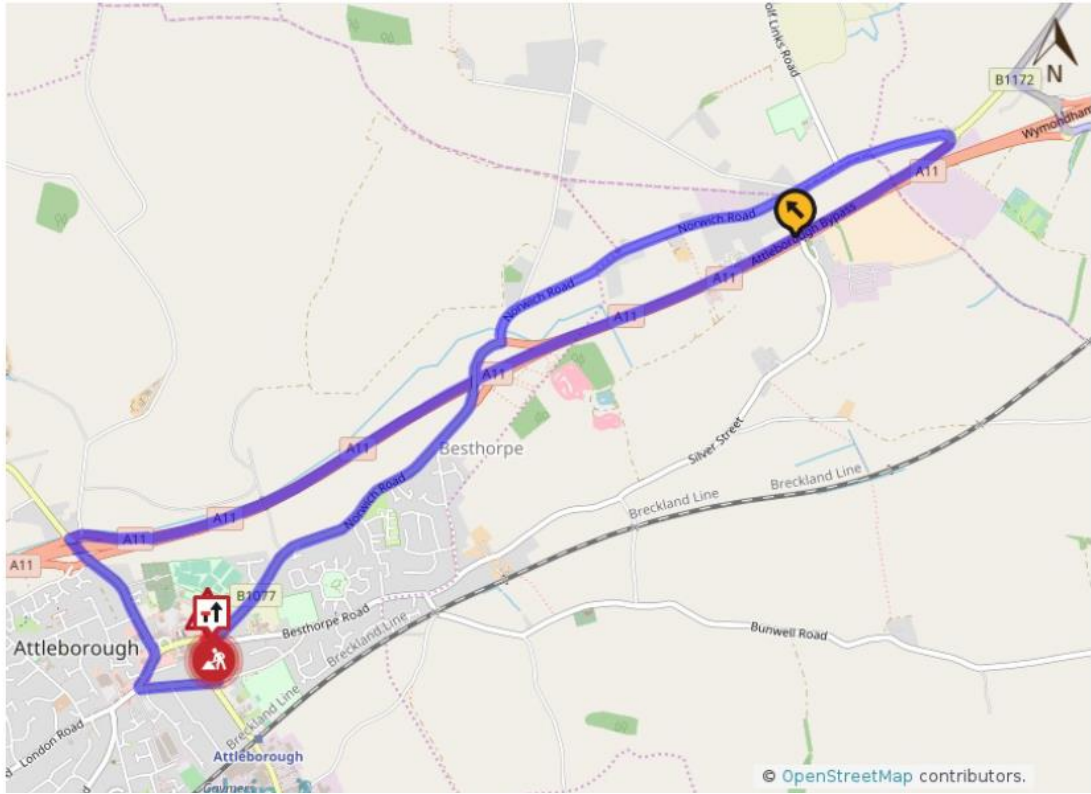 olf Links Road
N
B1172
Wymondham
A11
Norwich Road
Attleborough Bypass
A11
Norwich Road
A11
A11
Besthorpe
Silver Street
A11
Norwich Road
Breckland Line
Breckland Line
A11
A11
A11
B1077
Besthorpe Road
Attleborough
Bunwell Road
Breckland Line
London Road
d
Breckland Line
Attleborough
Gaymers
© OpenStreetMap contributors.